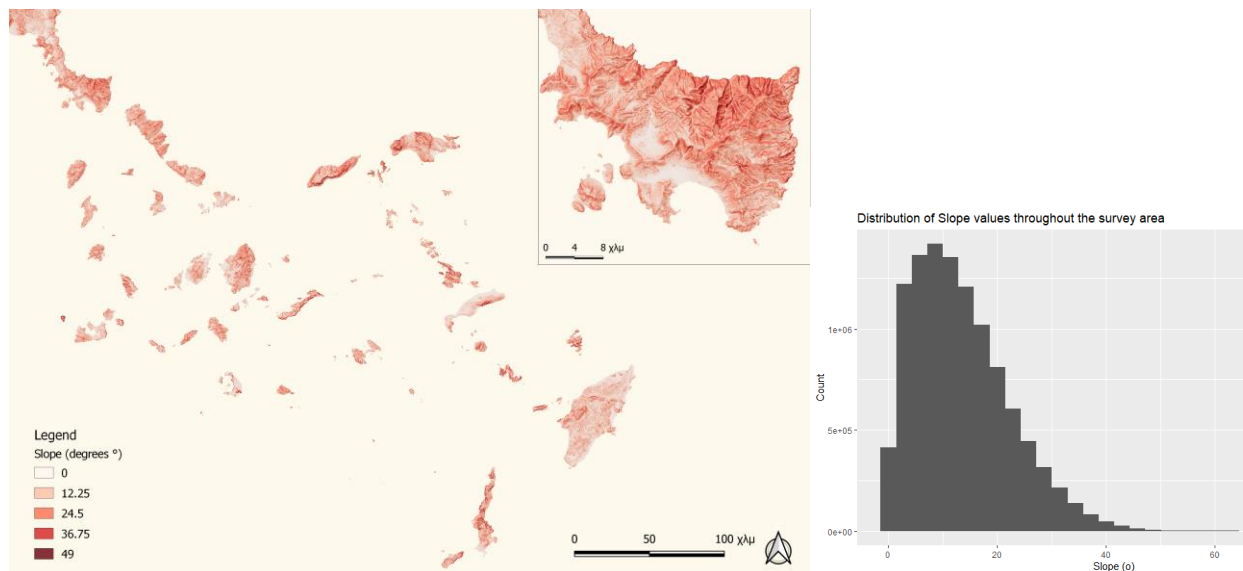 0 4 8 χλμ
Legend
Slope (degrees °)
0
12.25
24.5
36.75
49
0 50 100 χλμ
Distribution of Slope values throughout the survey area
Count
1e+06
5e+05
0e+00
0 20 40 60
Slope (o)